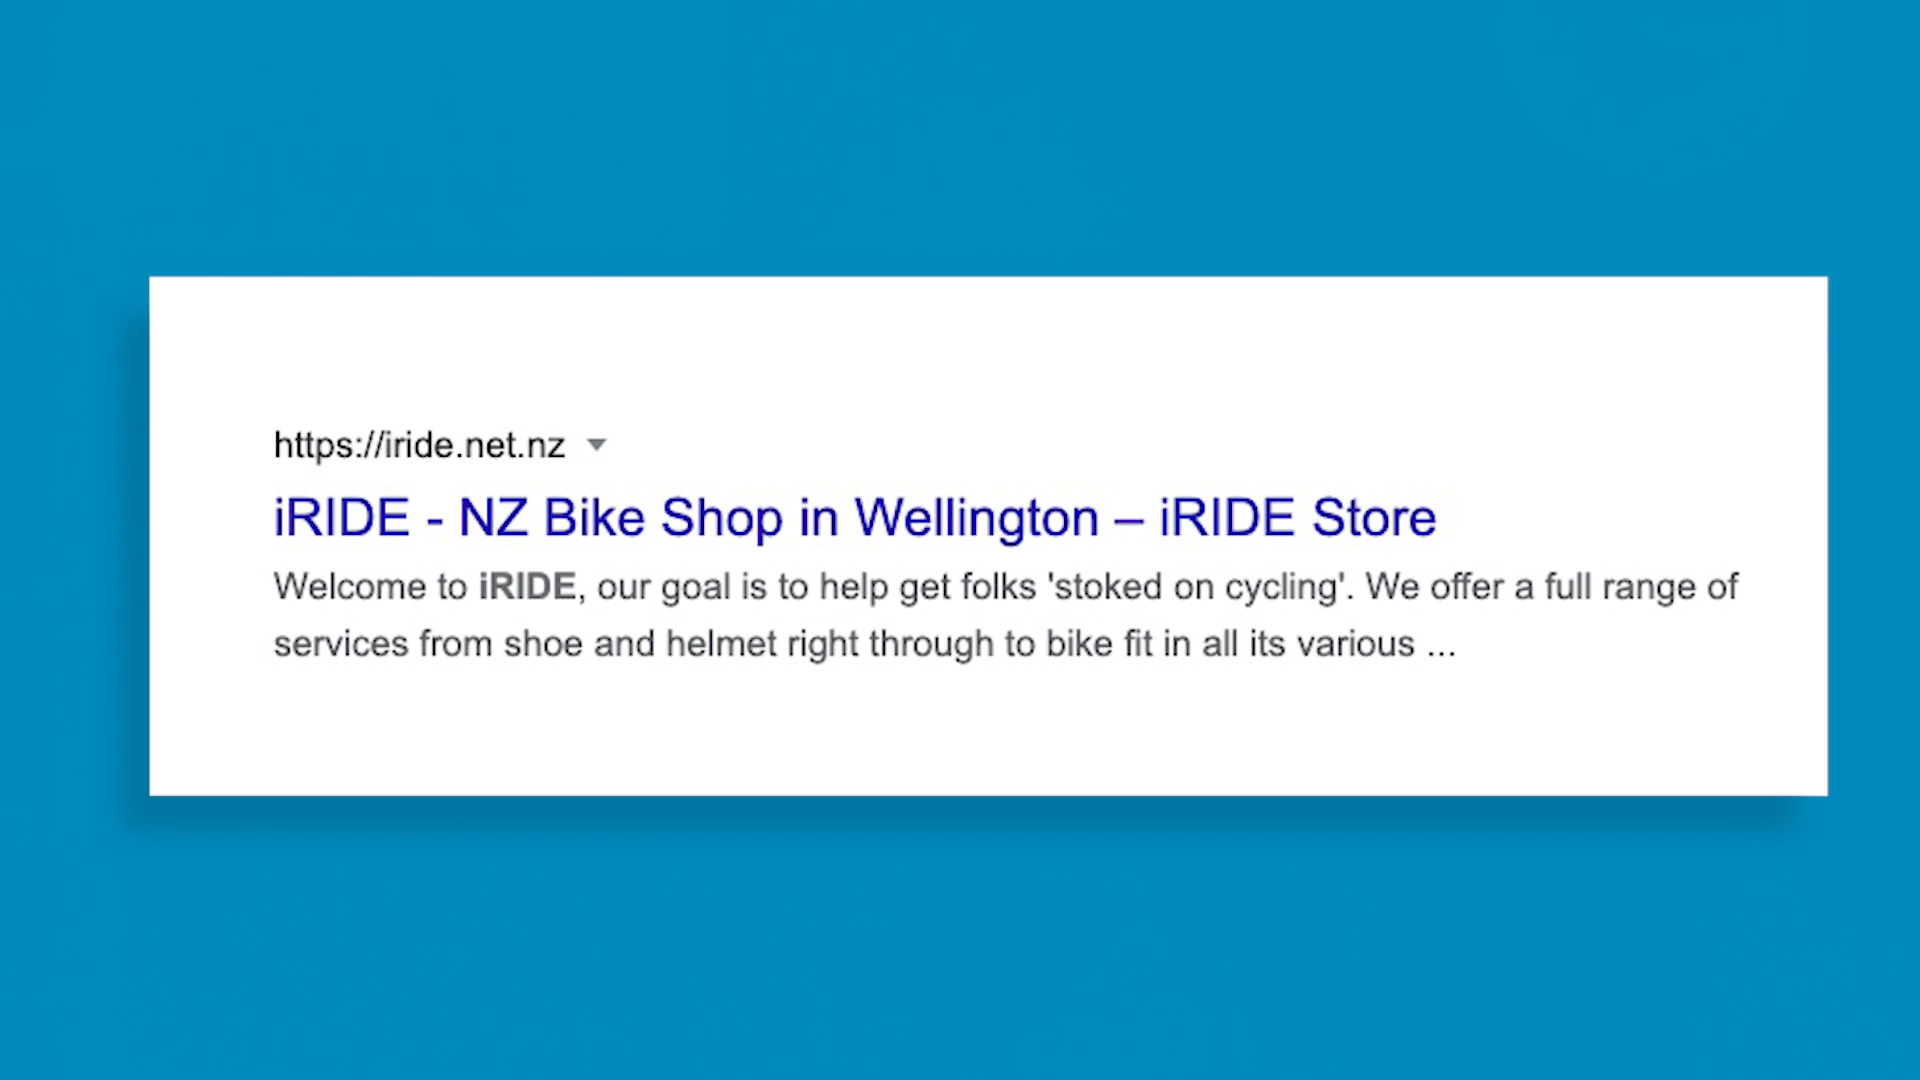 https://iride.net.nz
iRIDE - NZ Bike Shop in Wellington – iRIDE Store
Welcome to iRIDE, our goal is to help get folks 'stoked on cycling'. We offer a full range of
services from shoe and helmet right through to bike fit in all its various ...